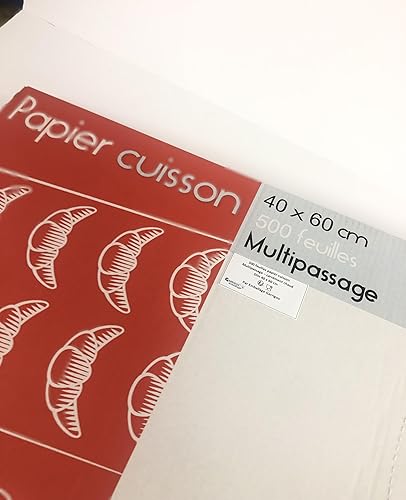 Papier cuisson
40 x 60 cm
500 feuilles
Multipassage